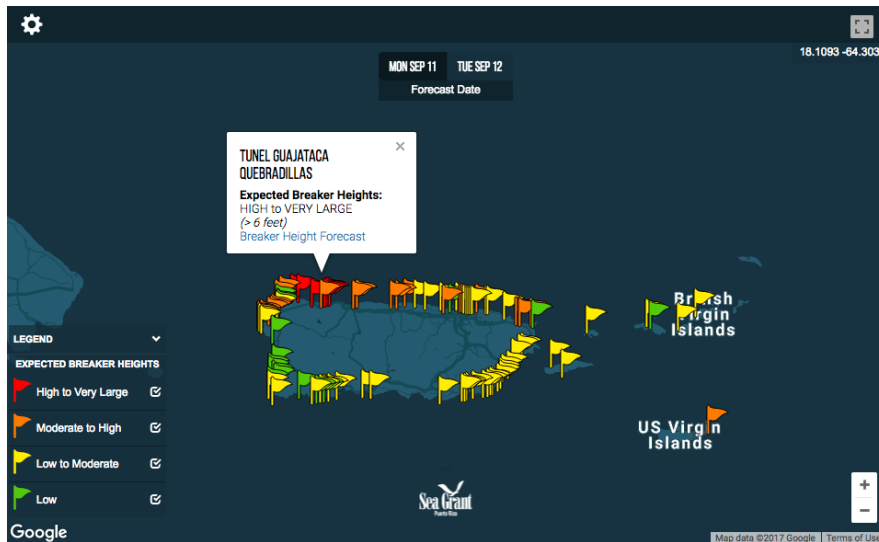 18.1093 -64.303
MON SEP 11 TUE SEP 12
Forecast Date
TUNEL GUAJATACA
QUEBRADILLAS
Expected Breaker Heights:
HIGH to VERY LARGE
(> 6 feet)
Breaker Height Forecast
British
Virgin
Islands
LEGEND
EXPECTED BREAKER HEIGHTS
High to Very Large
Moderate to High
Low to Moderate
Low
US Virgin
Islands
Sea Grant
Puerto Rico
Google
Map data ©2017 Google Terms of Use